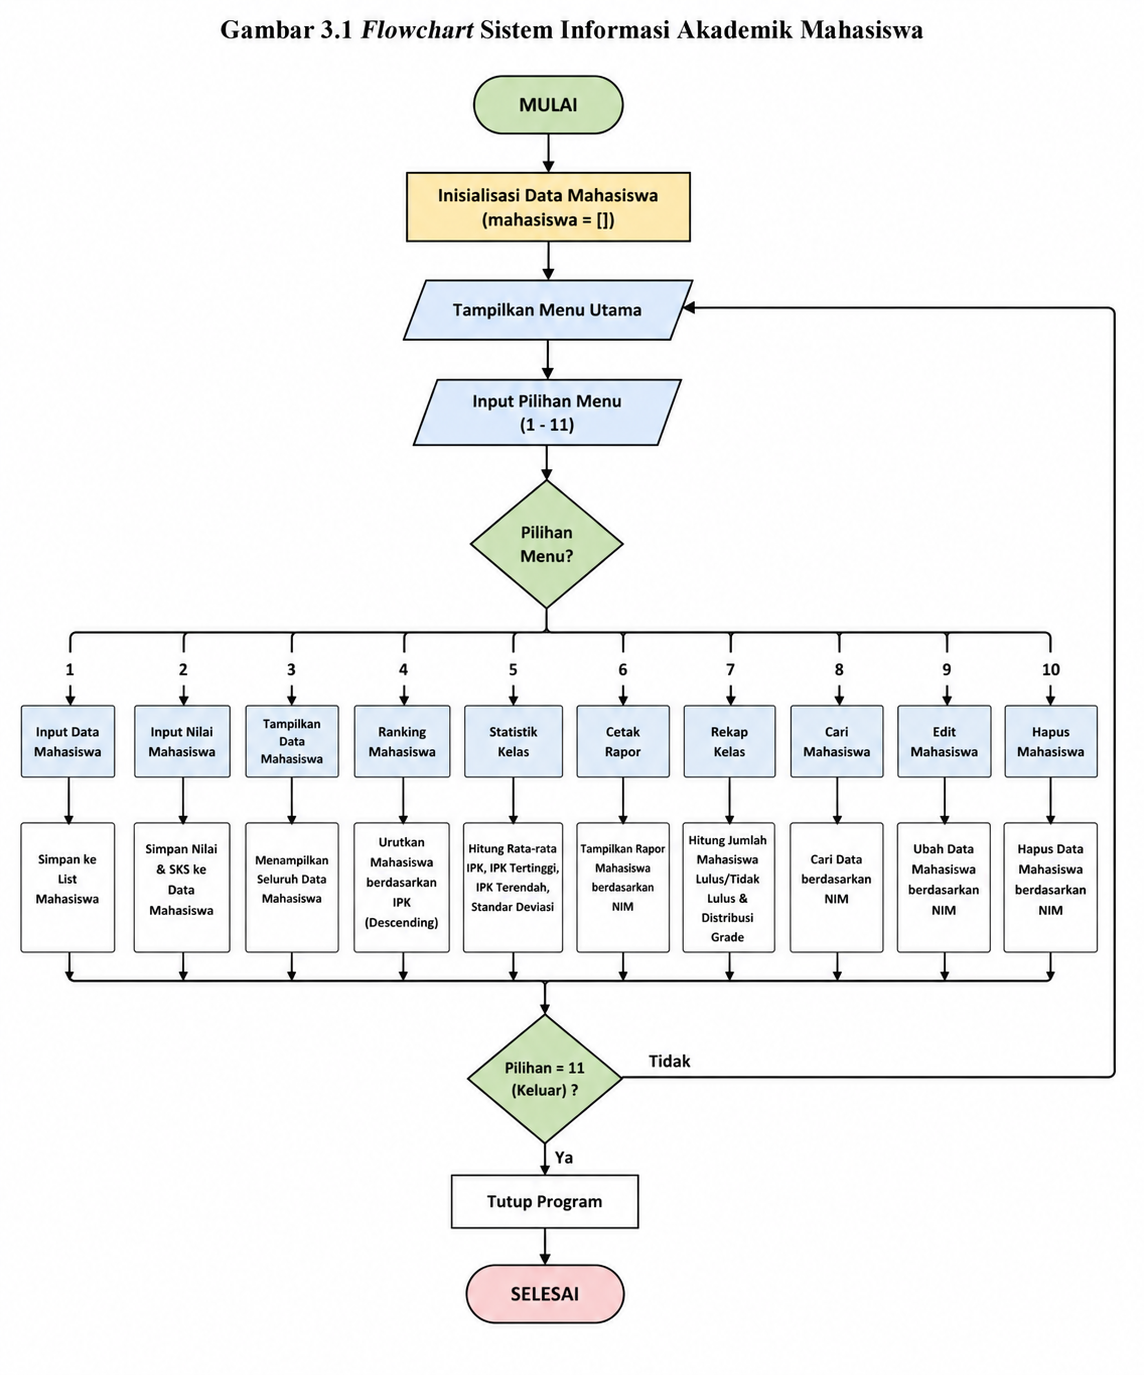 Gambar 3.1 Flowchart Sistem Informasi Akademik Mahasiswa
MULAI
Inisialisasi Data Mahasiswa
(mahasiswa = [])
Tampilkan Menu Utama
Input Pilihan Menu
(1 - 11)
Pilihan
Menu?
1
2
3
4
5
6
7
8
9
10
Input Data
Mahasiswa
Input Nilai
Mahasiswa
Tampilkan
Data
Mahasiswa
Ranking
Mahasiswa
Statistik
Kelas
Cetak
Rapor
Rekap
Kelas
Cari
Mahasiswa
Edit
Mahasiswa
Hapus
Mahasiswa
Simpan ke
List
Mahasiswa
Simpan Nilai
& SKS ke
Data
Mahasiswa
Menampilkan
Seluruh Data
Mahasiswa
Urutkan
Mahasiswa
berdasarkan
IPK
(Descending)
Hitung Rata-rata
IPK, IPK Tertinggi,
IPK Terendah,
Standar Deviasi
Tampilkan Rapor
Mahasiswa
berdasarkan
NIM
Hitung Jumlah
Mahasiswa
Lulus/Tidak
Lulus &
Distribusi
Grade
Cari Data
berdasarkan
NIM
Ubah Data
Mahasiswa
berdasarkan
NIM
Hapus Data
Mahasiswa
berdasarkan
NIM
Pilihan = 11
(Keluar) ?
Tidak
Ya
Tutup Program
SELESAI